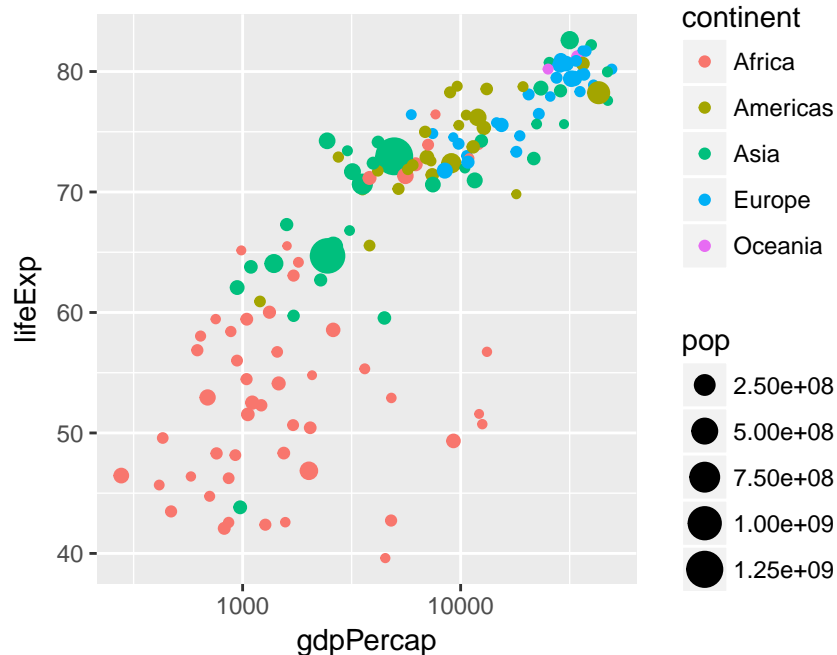 continent
Africa
Americas
Asia
Europe
Oceania
pop
2.50e+08
5.00e+08
7.50e+08
1.00e+09
1.25e+09
lifeExp
80
70
60
50
40
1000 10000
gdpPercap